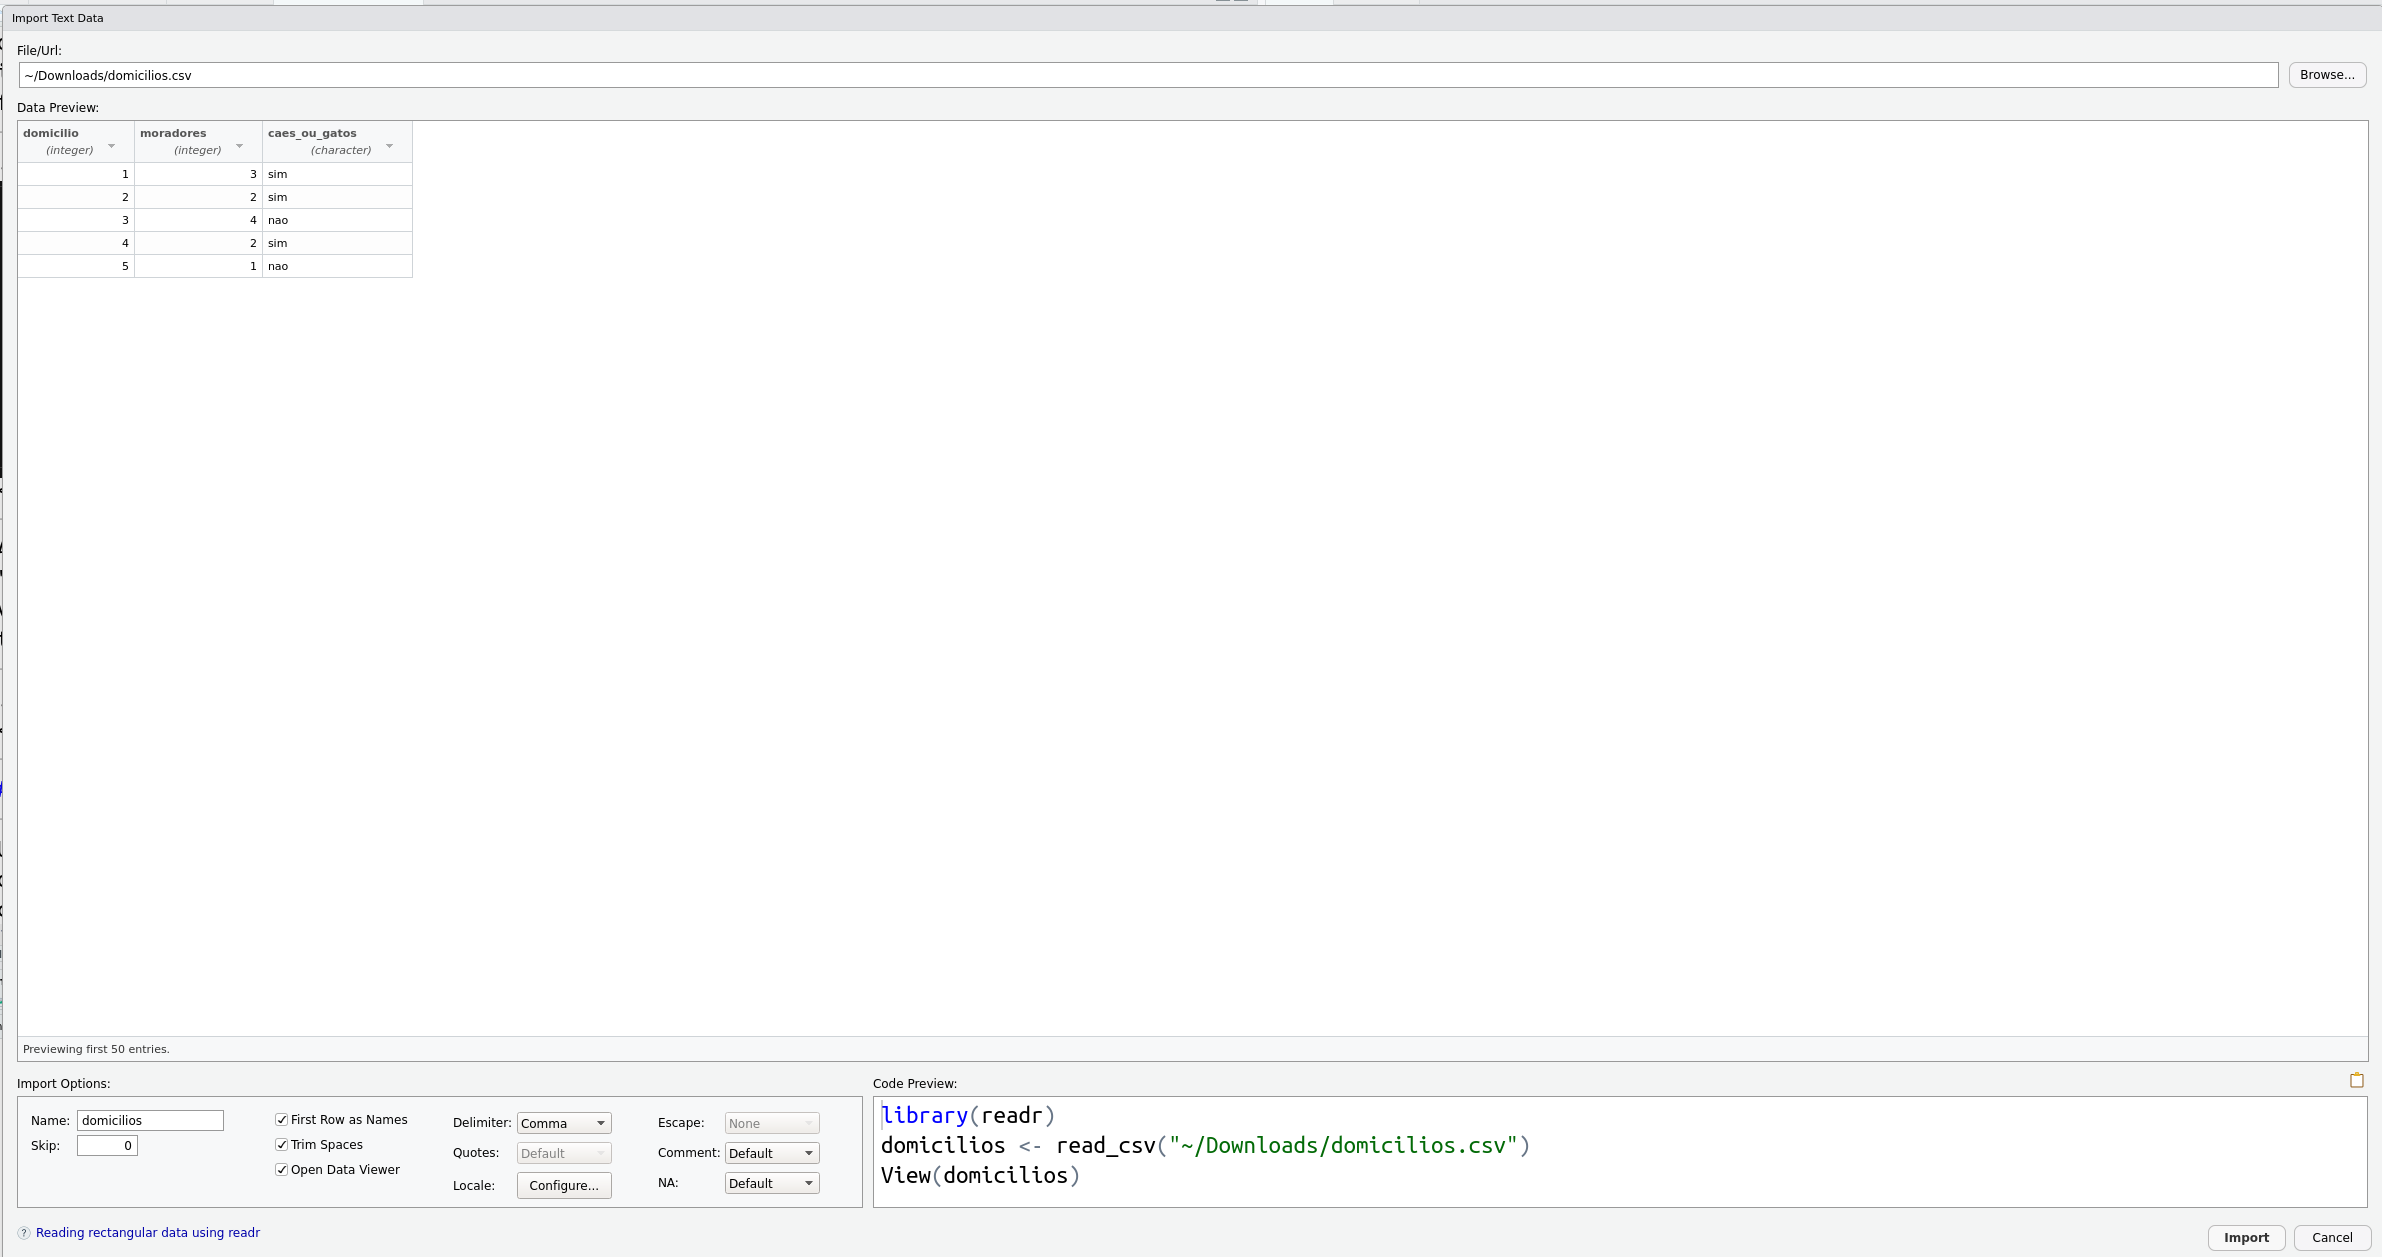 Import Text Data
File/Url:
~/Downloads/domicilios.csv
Browse...
Data Preview:
domicilio moradores caes_ou_gatos
(integer) (integer) (character)
1 3 sim
2 2 sim
3 4 nao
4 2 sim
5 1 nao
Previewing first 50 entries.
Import Options:
Name: domicilios
Skip: 0
First Row as Names
Trim Spaces
Open Data Viewer
Delimiter: Comma
Quotes: Default
Locale: Configure...
Escape: None
Comment: Default
NA: Default
Code Preview:
library(readr)
domicilios <- read_csv("~/Downloads/domicilios.csv")
View(domicilios)
? Reading rectangular data using readr
Import Cancel